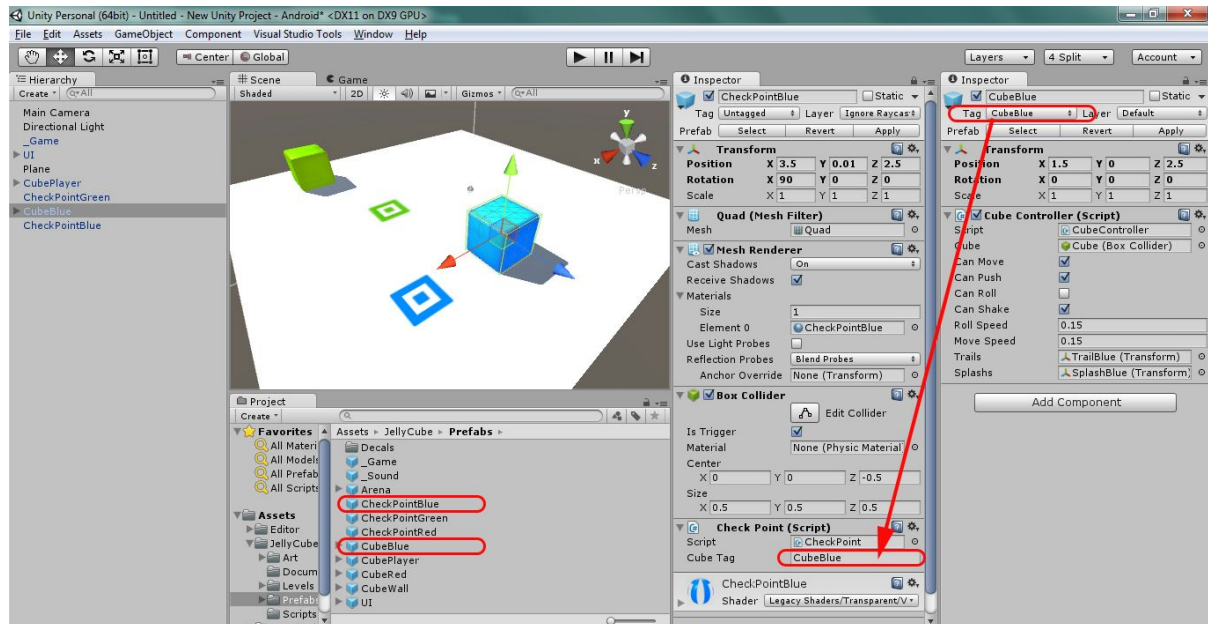 Unity Personal (64bit) - Untitled - New Unity Project - Android* <DX11 on DX9 GPU>
File Edit Assets GameObject Component Visual Studio Tools Window Help
Center Global Layers 4 Split Account
Hierarchy
Create All
Main Camera
Directional Light
_Game
UI
Plane
CubePlayer
CheckPointGreen
CubeBlue
CheckPointBlue
Scene Game
Shaded 2D Gizmos All
y
x
z
Persp
Project
Create
Favorites
All Materi
All Models
All Prefab
All Scripts
Assets
Editor
JellyCube
Art
Docum
Levels
Prefabs
Scripts
Assets JellyCube Prefabs
Decals
_Game
_Sound
Arena
CheckPointBlue
CheckPointGreen
CheckPointRed
CubeBlue
CubePlayer
CubeRed
CubeWall
UI
Inspector
CheckPointBlue Static
Tag Untagged Layer Ignore Raycast
Prefab Select Revert Apply
Transform
Position X 3.5 Y 0.01 Z 2.5
Rotation X 90 Y 0 Z 0
Scale X 1 Y 1 Z 1
Quad (Mesh Filter)
Mesh Quad
Mesh Renderer
Cast Shadows On
Receive Shadows
Materials
Size 1
Element 0 CheckPointBlue
Use Light Probes
Reflection Probes Blend Probes
Anchor Override None (Transform)
Box Collider
Edit Collider
Is Trigger
Material None (Physic Material)
Center
X 0 Y 0 Z -0.5
Size
X 0.5 Y 0.5 Z 0.5
Check Point (Script)
Script CheckPoint
Cube Tag CubeBlue
CheckPointBlue
Shader Legacy Shaders/Transparent/V
Inspector
CubeBlue Static
Tag CubeBlue Layer Default
Prefab Select Revert Apply
Transform
Position X 1.5 Y 0 Z 2.5
Rotation X 0 Y 0 Z 0
Scale X 1 Y 1 Z 1
Cube Controller (Script)
Script CubeController
Cube Cube (Box Collider)
Can Move
Can Push
Can Roll
Can Shake
Roll Speed 0.15
Move Speed 0.15
Trails TrailBlue (Transform)
Splashs SplashBlue (Transform)
Add Component